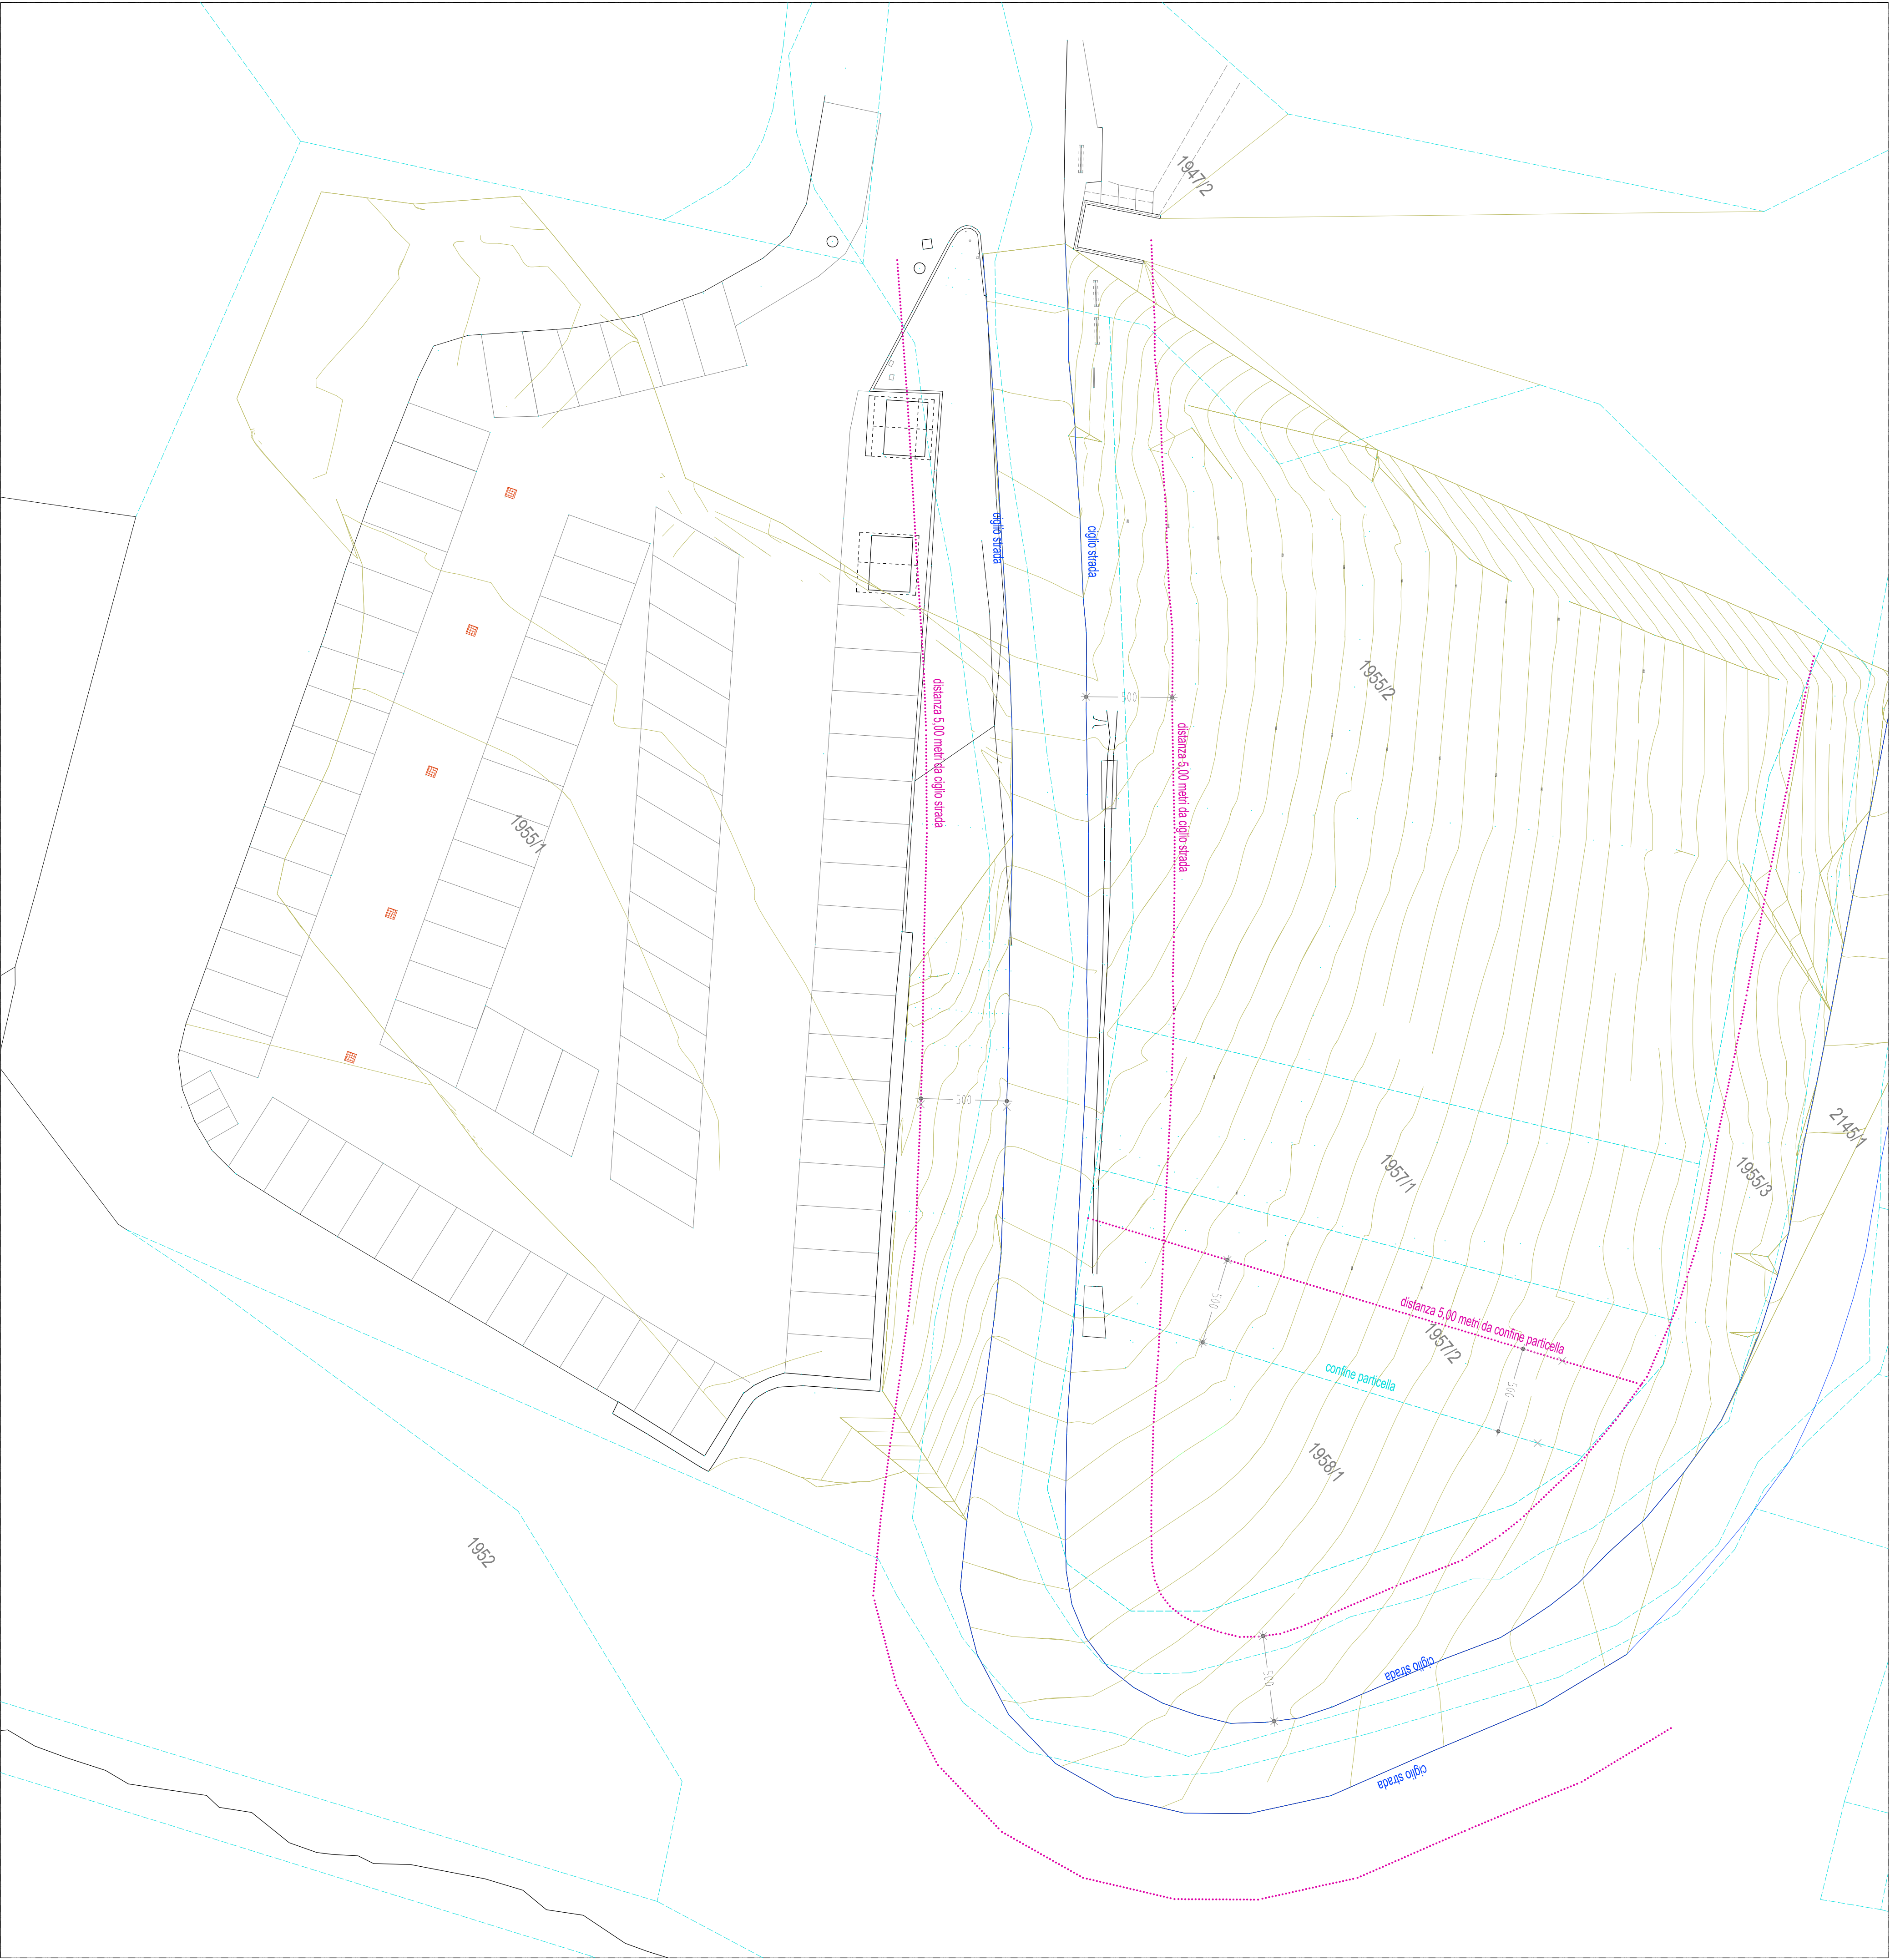 1947/2
ciglio strada
ciglio strada
1955/2
500
distanza 5,00 metri da ciglio strada
distanza 5,00 metri da ciglio strada
1955/1
500
2145/1
1955/3
1957/1
500
distanza 5,00 metri da confine particella
1957/2
confine particella
500
1958/1
1952
ciglio strada
500
ciglio strada